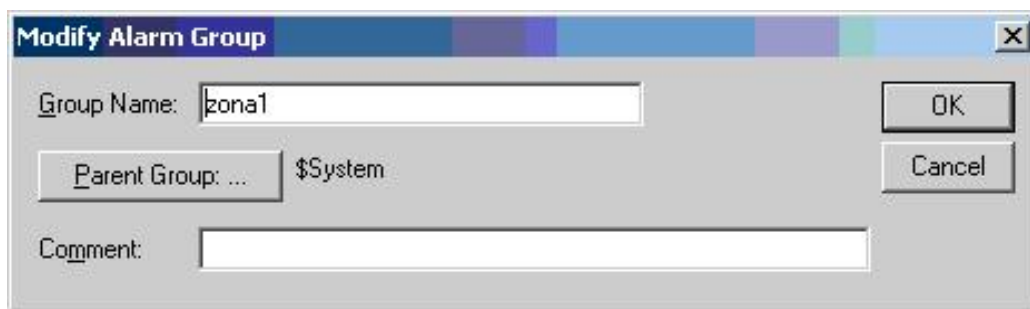 Modify Alarm Group
Group Name: zona1
OK
Parent Group: ... $System
Cancel
Comment: